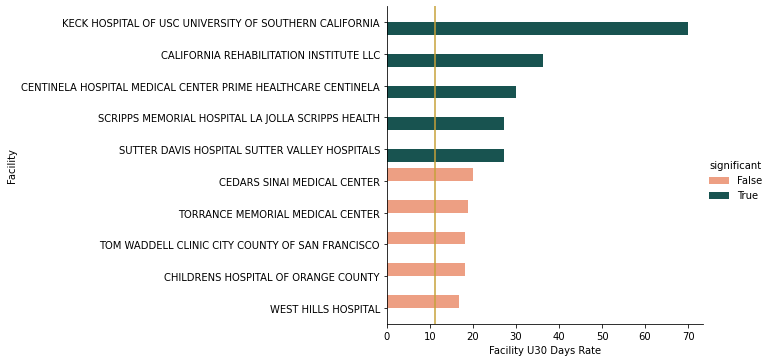 KECK HOSPITAL OF USC UNIVERSITY OF SOUTHERN CALIFORNIA
CALIFORNIA REHABILITATION INSTITUTE LLC
CENTINELA HOSPITAL MEDICAL CENTER PRIME HEALTHCARE CENTINELA
SCRIPPS MEMORIAL HOSPITAL LA JOLLA SCRIPPS HEALTH
SUTTER DAVIS HOSPITAL SUTTER VALLEY HOSPITALS
CEDARS SINAI MEDICAL CENTER
TORRANCE MEMORIAL MEDICAL CENTER
TOM WADDELL CLINIC CITY COUNTY OF SAN FRANCISCO
CHILDRENS HOSPITAL OF ORANGE COUNTY
WEST HILLS HOSPITAL
Facility
0 10 20 30 40 50 60 70
Facility U30 Days Rate
significant
False
True